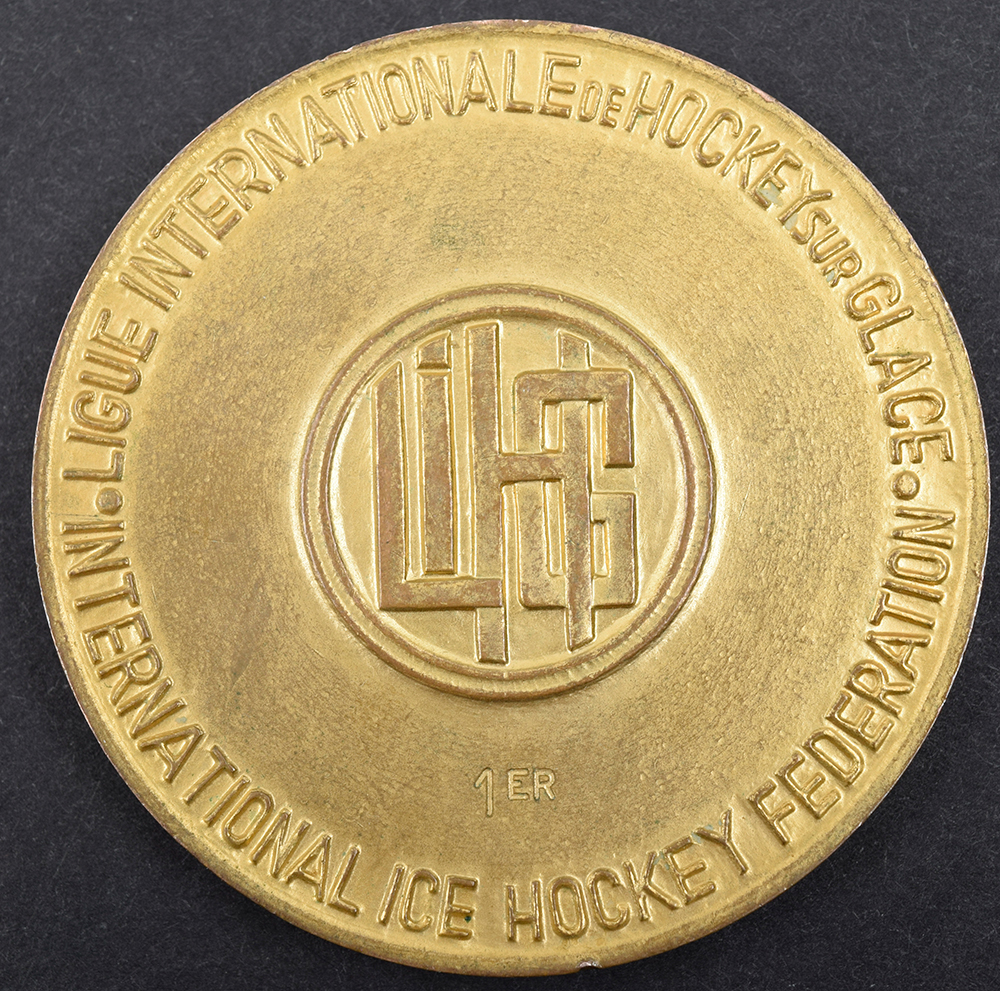 LIGUE INTERNATIONALE DE HOCKEY SUR GLACE •
INTERNATIONAL ICE HOCKEY FEDERATION •
LIHG
1ER